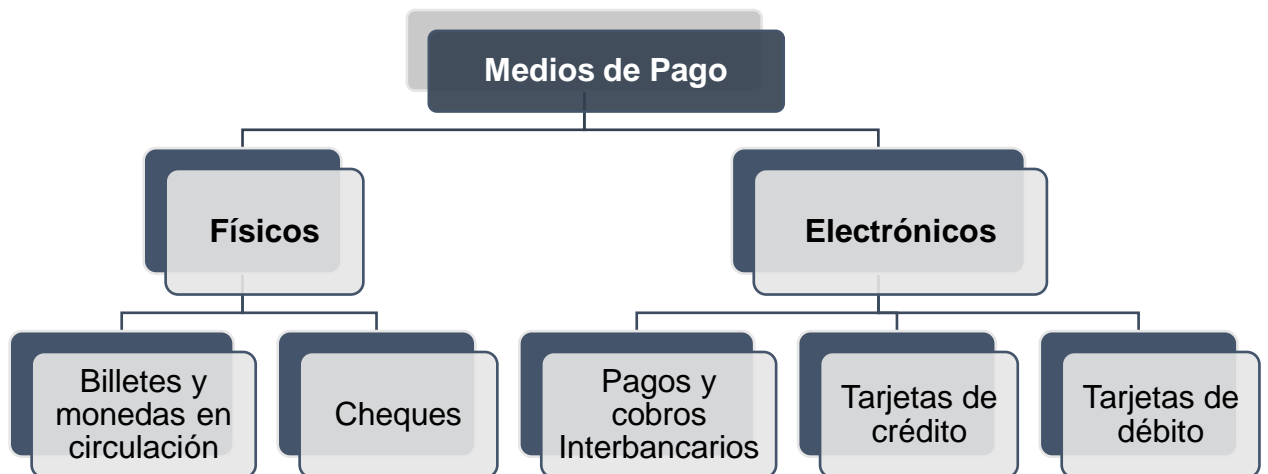 Medios de Pago
Físicos
Electrónicos
Billetes y
monedas en
circulación
Cheques
Pagos y
cobros
Interbancarios
Tarjetas de
crédito
Tarjetas de
débito